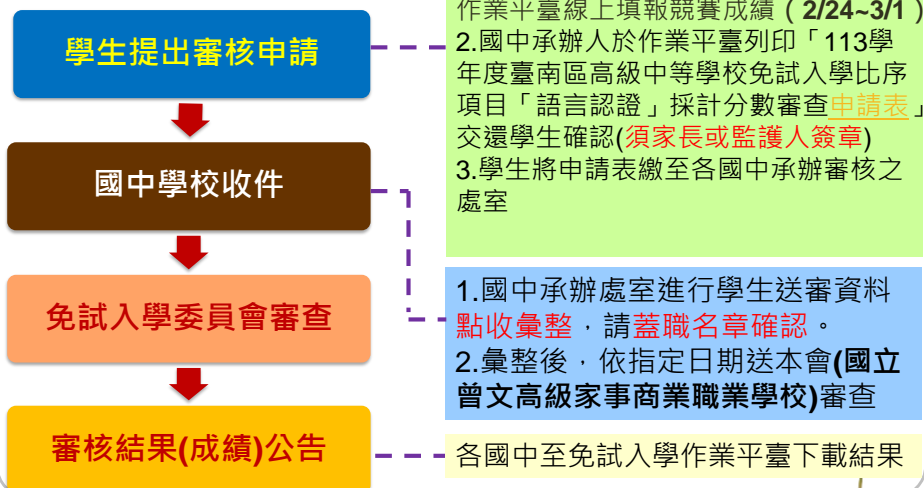 學生提出審核申請
國中學校收件
免試入學委員會審查
審核結果(成績)公告
作業平臺線上填報競賽成績（2/24~3/1）
2.國中承辦人於作業平臺列印「113學
年度臺南區高級中等學校免試入學比序
項目「語言認證」採計分數審查申請表」
交還學生確認(須家長或監護人簽章)
3.學生將申請表繳至各國中承辦審核之
處室
1.國中承辦處室進行學生送審資料
點收彙整，請蓋職名章確認。
2.彙整後，依指定日期送本會(國立
曾文高級家事商業職業學校)審查
各國中至免試入學作業平臺下載結果